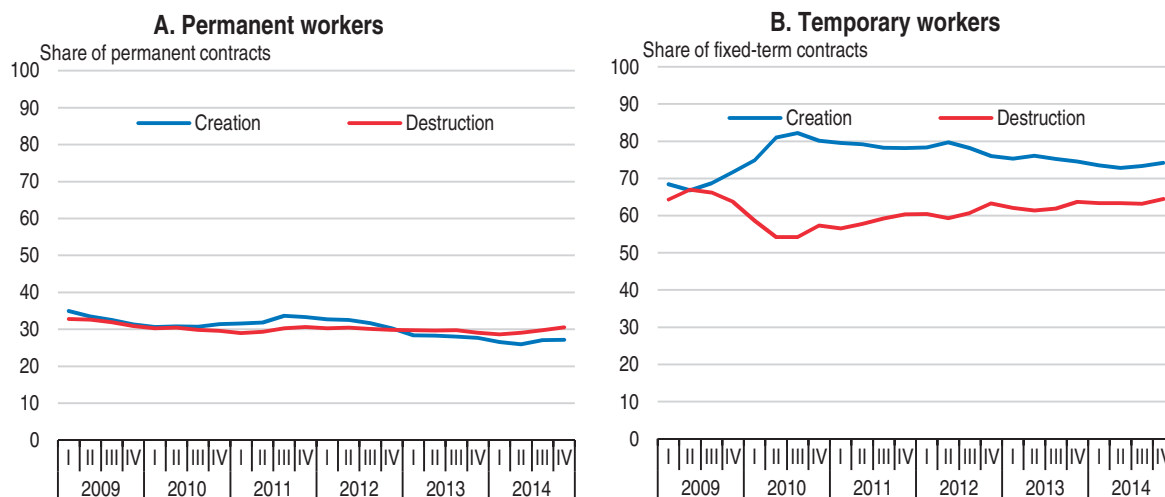 A. Permanent workers
Share of permanent contracts
100
90
80
70
60
50
40
30
20
10
0
Creation
Destruction
I II III IV I II III IV I II III IV I II III IV I II III IV I II III IV
2009 2010 2011 2012 2013 2014
B. Temporary workers
Share of fixed-term contracts
100
90
80
70
60
50
40
30
20
10
0
Creation
Destruction
I II III IV I II III IV I II III IV I II III IV I II III IV I II III IV
2009 2010 2011 2012 2013 2014